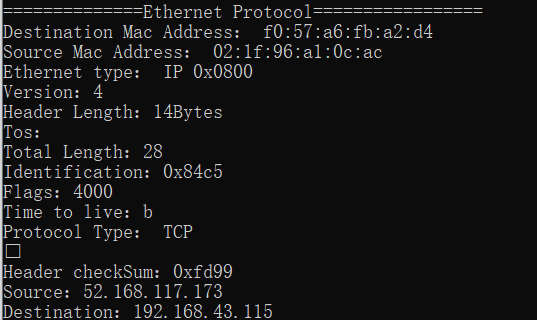 ==============Ethernet Protocol=================
Destination Mac Address:  f0:57:a6:fb:a2:d4
Source Mac Address:  02:1f:96:a1:0c:ac
Ethernet type:  IP 0x0800
Version: 4
Header Length: 14Bytes
Tos:
Total Length: 28
Identification: 0x84c5
Flags: 4000
Time to live: b
Protocol Type:  TCP
□
Header checkSum: 0xfd99
Source: 52.168.117.173
Destination: 192.168.43.115